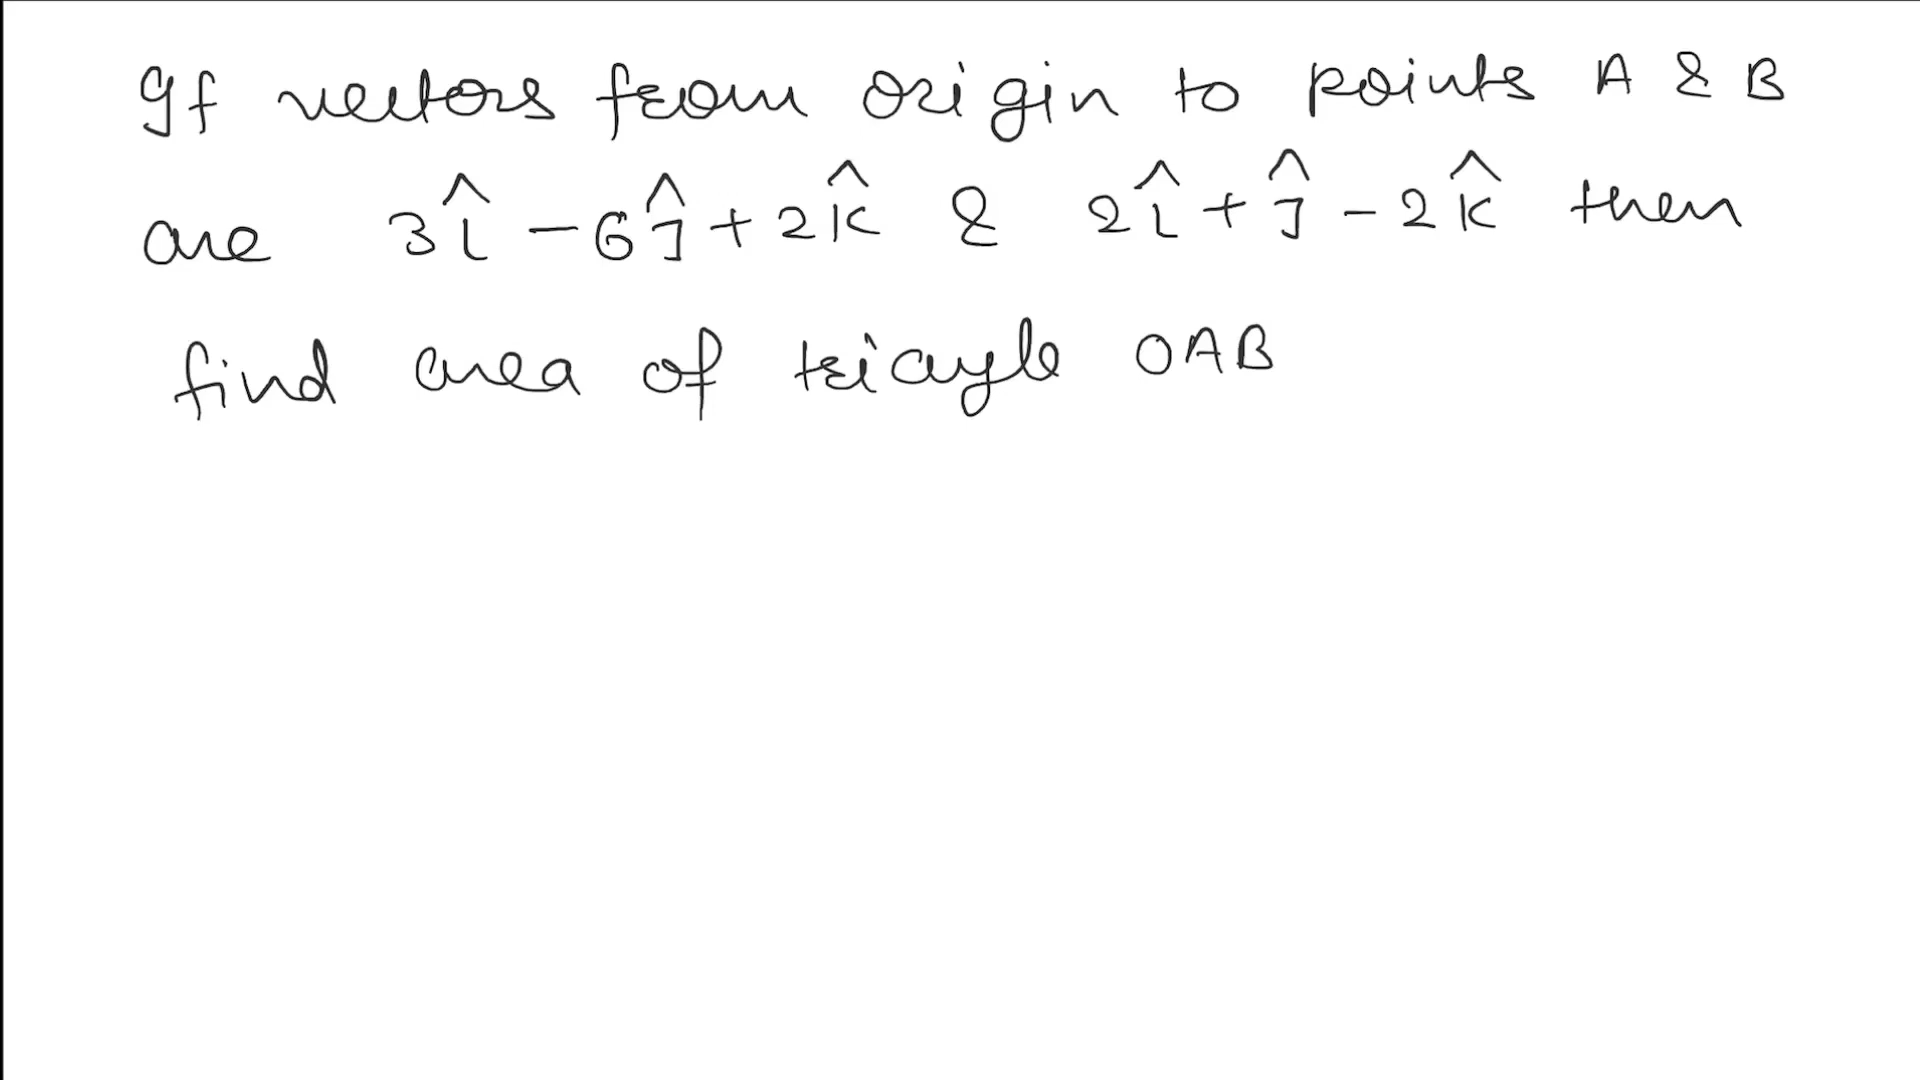 If vectors from origin to points A & B
are 3î - 6ĵ + 2k̂ & 2î + ĵ - 2k̂ then
find area of triangle OAB